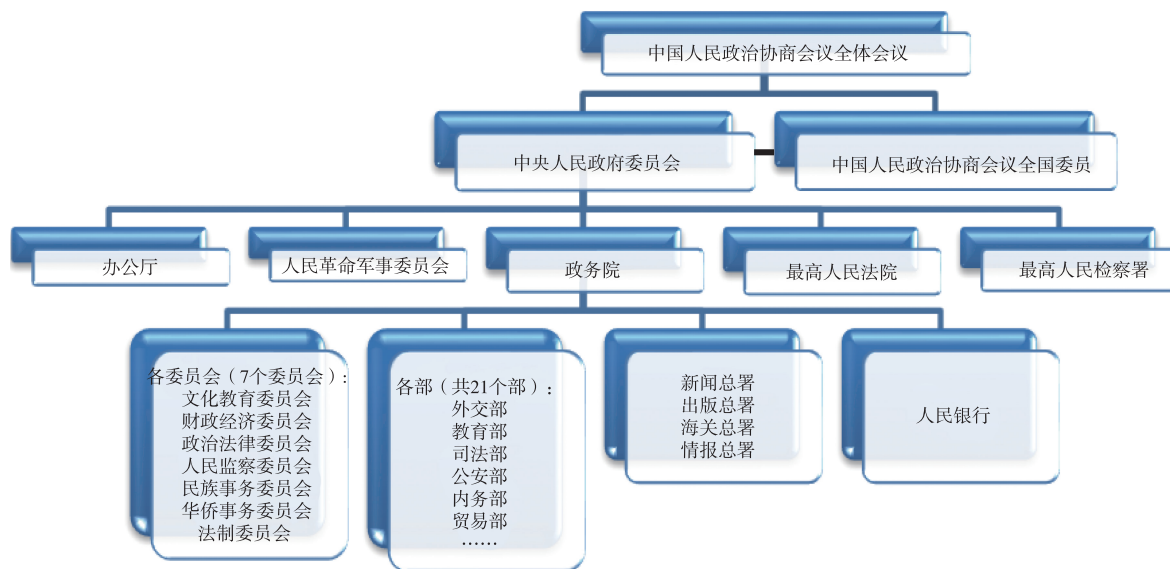 中国人民政治协商会议全体会议
中央人民政府委员会
中国人民政治协商会议全国委员
办公厅
人民革命军事委员会
政务院
最高人民法院
最高人民检察署
各委员会（7个委员会）：
文化教育委员会
财政经济委员会
政治法律委员会
人民监察委员会
民族事务委员会
华侨事务委员会
法制委员会
各部（共21个部）：
外交部
教育部
司法部
公安部
内务部
贸易部
……
新闻总署
出版总署
海关总署
情报总署
人民银行